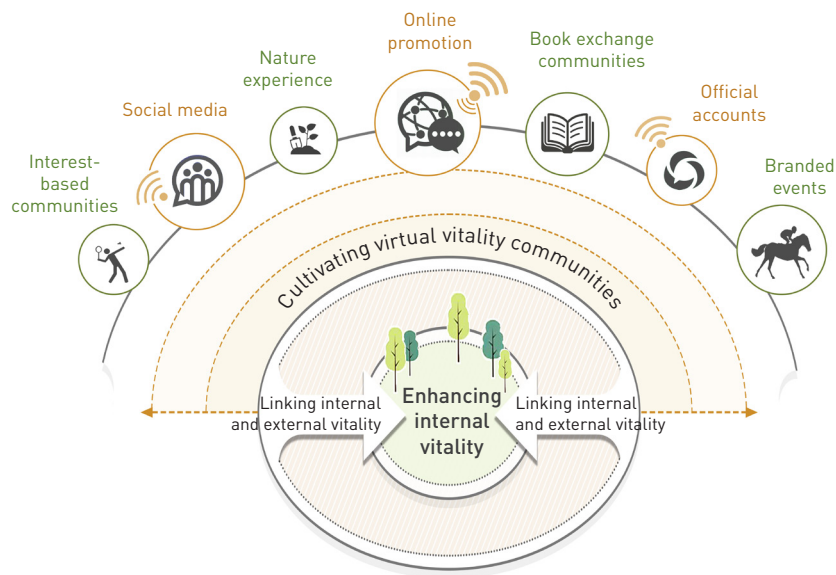 Online
promotion
Book exchange
communities
Nature
experience
Official
accounts
Social media
Interest-
based
communities
Branded
events
Cultivating virtual vitality communities
Enhancing
internal
vitality
Linking internal
and external vitality
Linking internal
and external vitality